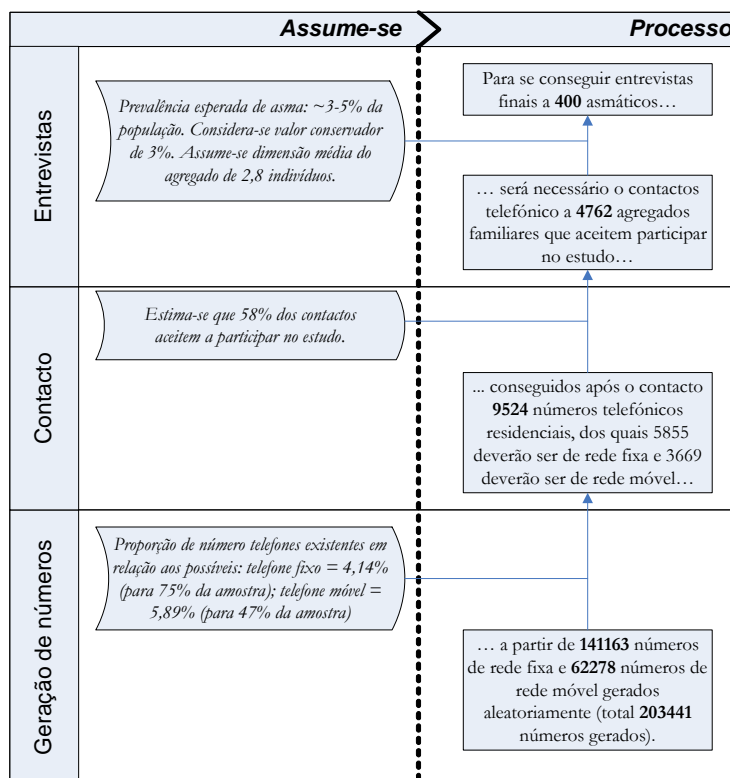 Assume-se
Processo
Entrevistas
Prevalência esperada de asma: ~3-5% da
população. Considera-se valor conservador
de 3%. Assume-se dimensão média do
agregado de 2,8 indivíduos.
Para se conseguir entrevistas
finais a 400 asmáticos…
… será necessário o contactos
telefónico a 4762 agregados
familiares que aceitem participar
no estudo…
Contacto
Estima-se que 58% dos contactos
aceitem a participar no estudo.
... conseguidos após o contacto
9524 números telefónicos
residenciais, dos quais 5855
deverão ser de rede fixa e 3669
deverão ser de rede móvel…
Geração de números
Proporção de número telefones existentes em
relação aos possíveis: telefone fixo = 4,14%
(para 75% da amostra); telefone móvel =
5,89% (para 47% da amostra)
… a partir de 141163 números
de rede fixa e 62278 números de
rede móvel gerados
aleatoriamente (total 203441
números gerados).